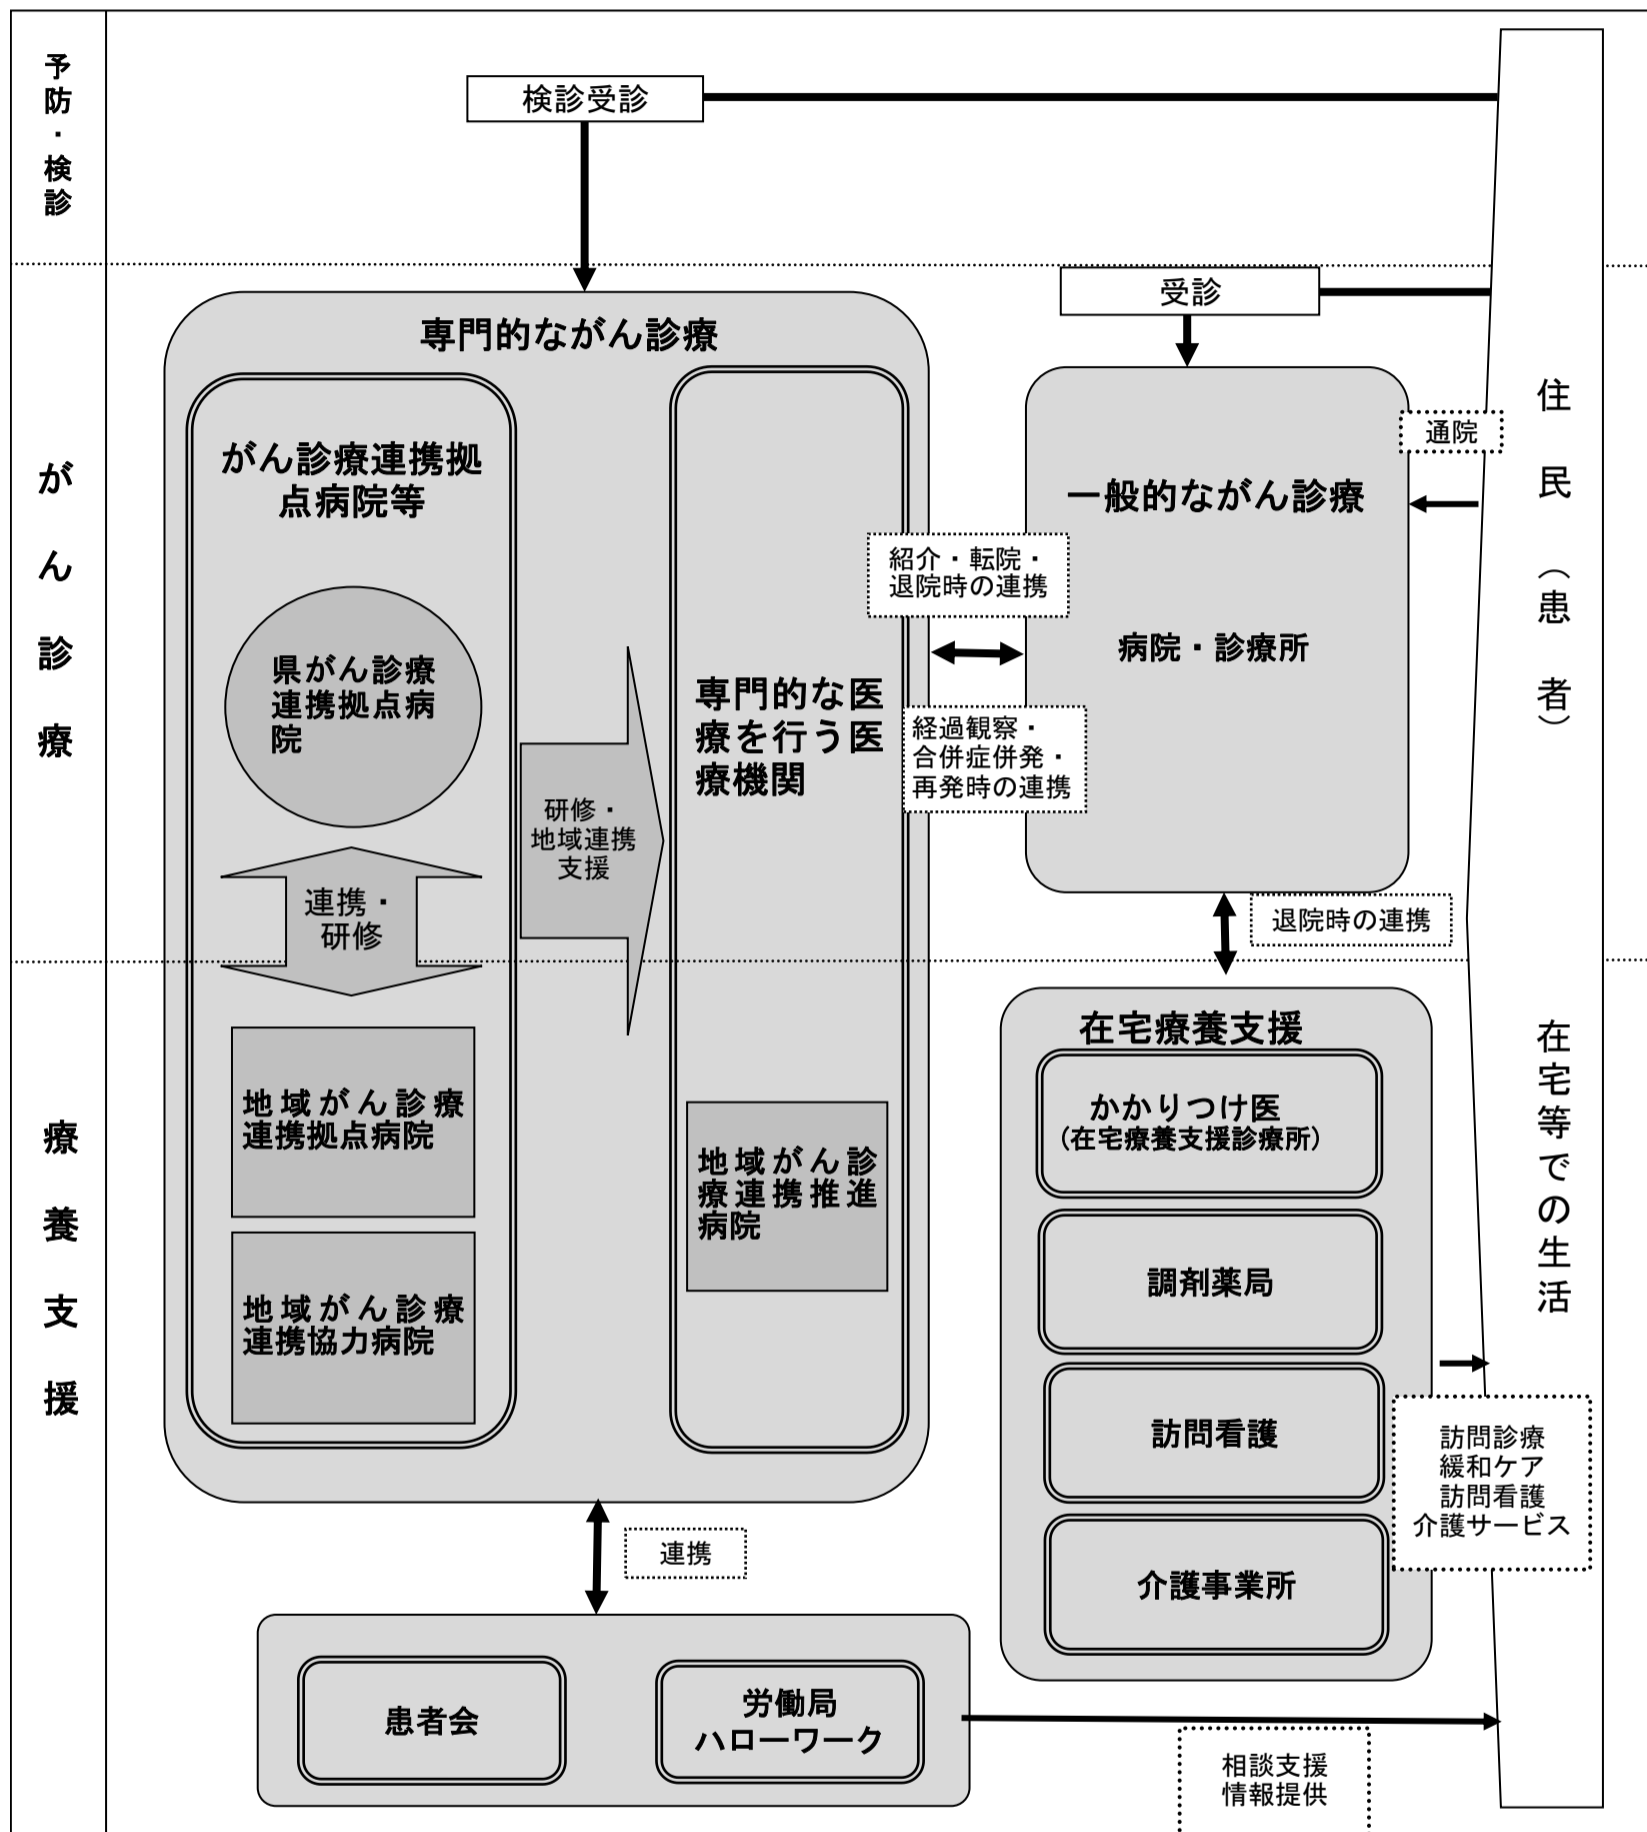 予防・検診
検診受診
受診
がん診療
専門的ながん診療
がん診療連携拠
点病院等
県がん診療
連携拠点病
院
連携・
研修
地域がん診療
連携拠点病院
地域がん診療
連携協力病院
研修・
地域連携
支援
専門的な医
療を行う医
療機関
地域がん診
療連携推進
病院
紹介・転院・
退院時の連携
経過観察・
合併症併発・
再発時の連携
一般的ながん診療
病院・診療所
通院
退院時の連携
住民（患者）
療養支援
在宅療養支援
かかりつけ医
（在宅療養支援診療所）
調剤薬局
訪問看護
介護事業所
在宅等での生活
訪問診療
緩和ケア
訪問看護
介護サービス
連携
患者会
労働局
ハローワーク
相談支援
情報提供